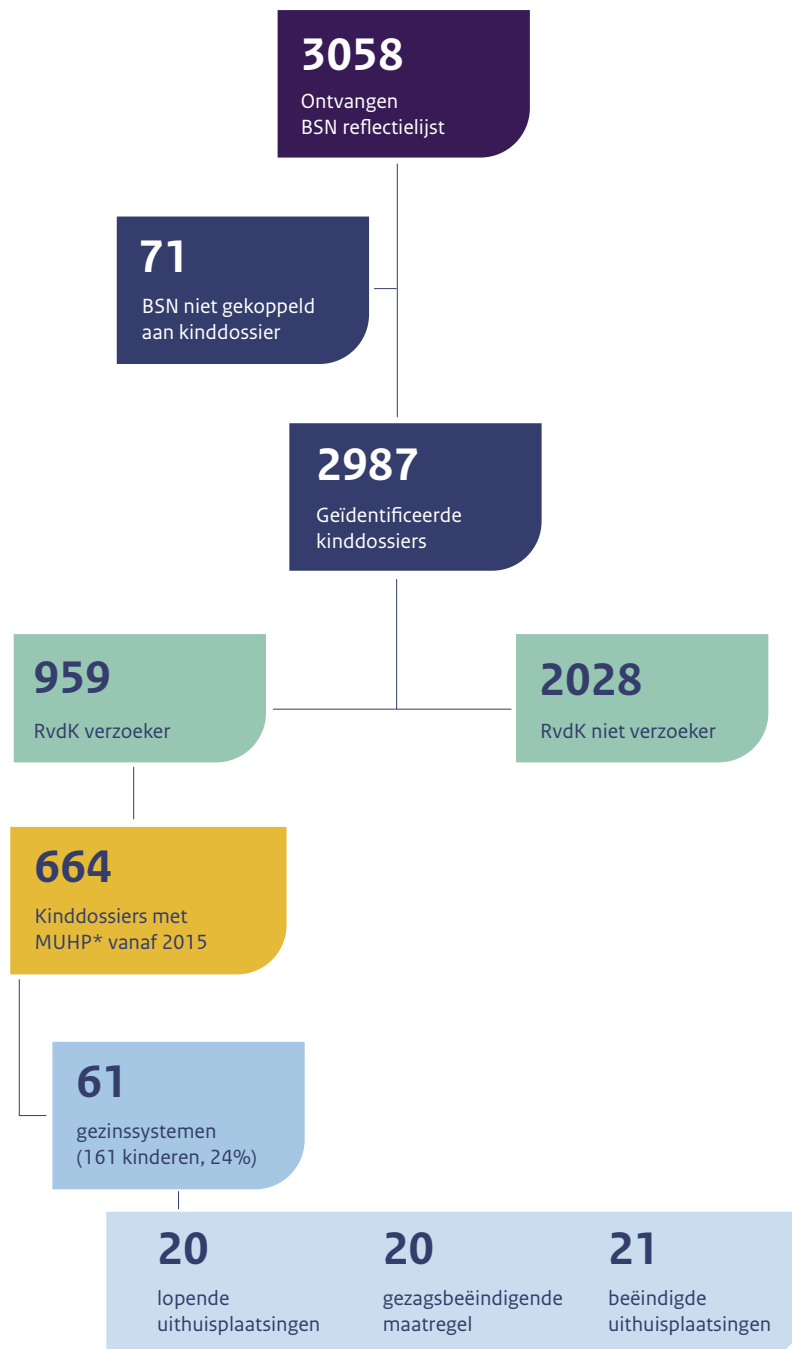 3058
Ontvangen
BSN reflectielijst
71
BSN niet gekoppeld
aan kinddossier
2987
Geïdentificeerde
kinddossiers
959
RvdK verzoeker
2028
RvdK niet verzoeker
664
Kinddossiers met
MUHP* vanaf 2015
61
gezinssystemen
(161 kinderen, 24%)
20
lopende
uithuisplaatsingen
20
gezagsbeëindigende
maatregel
21
beëindigde
uithuisplaatsingen